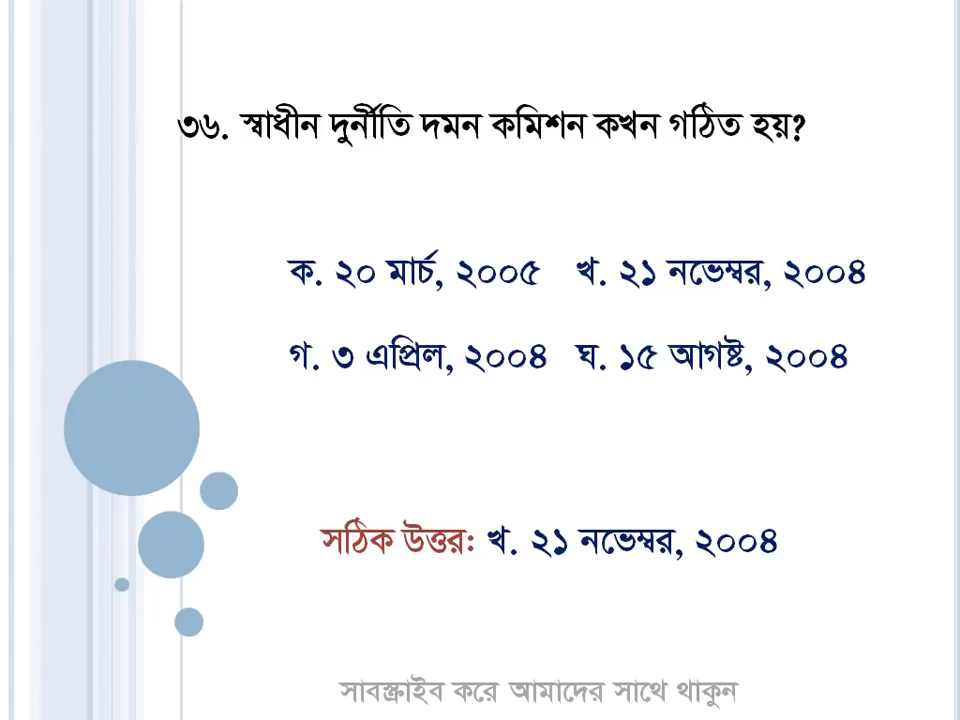 ৩৬. স্বাধীন দুর্নীতি দমন কমিশন কখন গঠিত হয়?
ক. ২০ মার্চ, ২০০৫ খ. ২১ নভেম্বর, ২০০৪
গ. ৩ এপ্রিল, ২০০৪ ঘ. ১৫ আগষ্ট, ২০০৪
সঠিক উত্তর: খ. ২১ নভেম্বর, ২০০৪
সাবস্ক্রাইব করে আমাদের সাথে থাকুন